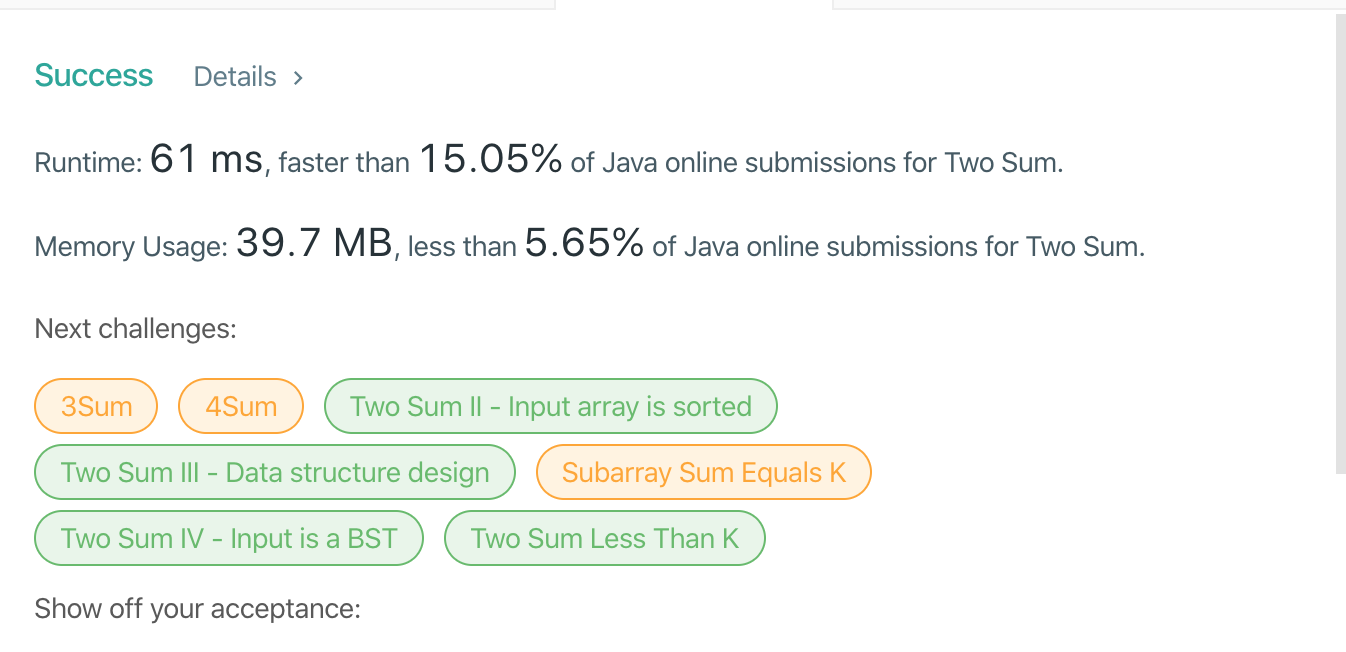 Success Details >
Runtime: 61 ms, faster than 15.05% of Java online submissions for Two Sum.
Memory Usage: 39.7 MB, less than 5.65% of Java online submissions for Two Sum.
Next challenges:
3Sum 4Sum Two Sum II - Input array is sorted
Two Sum III - Data structure design Subarray Sum Equals K
Two Sum IV - Input is a BST Two Sum Less Than K
Show off your acceptance: